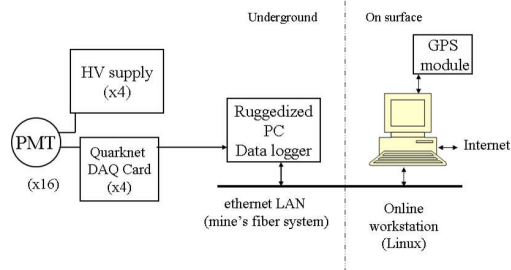 Underground
On surface
GPS
module
HV supply
(x4)
Ruggedized
PC
Data logger
PMT
Quarknet
DAQ Card
(x4)
Internet
(x16)
ethernet LAN
(mine's fiber system)
Online
workstation
(Linux)